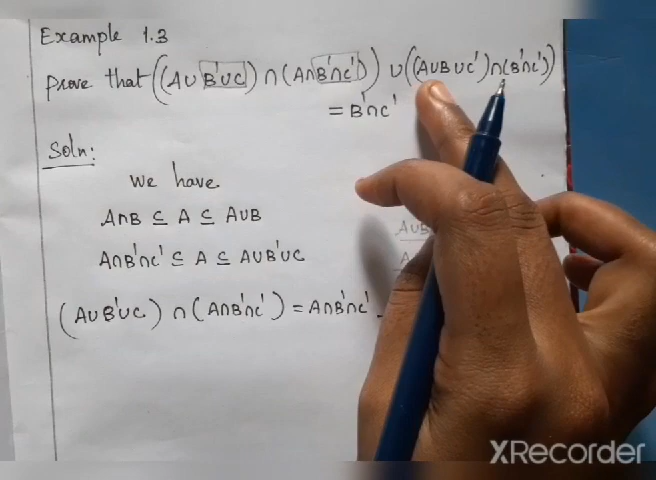 Example 1.3
Prove that ((A∪B'∪C) ∩ (A∩B'∩C')) ∪ ((A∪B∪C') ∩ (B'∩C'))
= B'∩C'
Soln:
we have
A∩B ⊆ A ⊆ A∪B
A∩B'∩C' ⊆ A ⊆ A∪B'∪C
(A∪B'∪C) ∩ (A∩B'∩C') = A∩B'∩C'
XRecorder